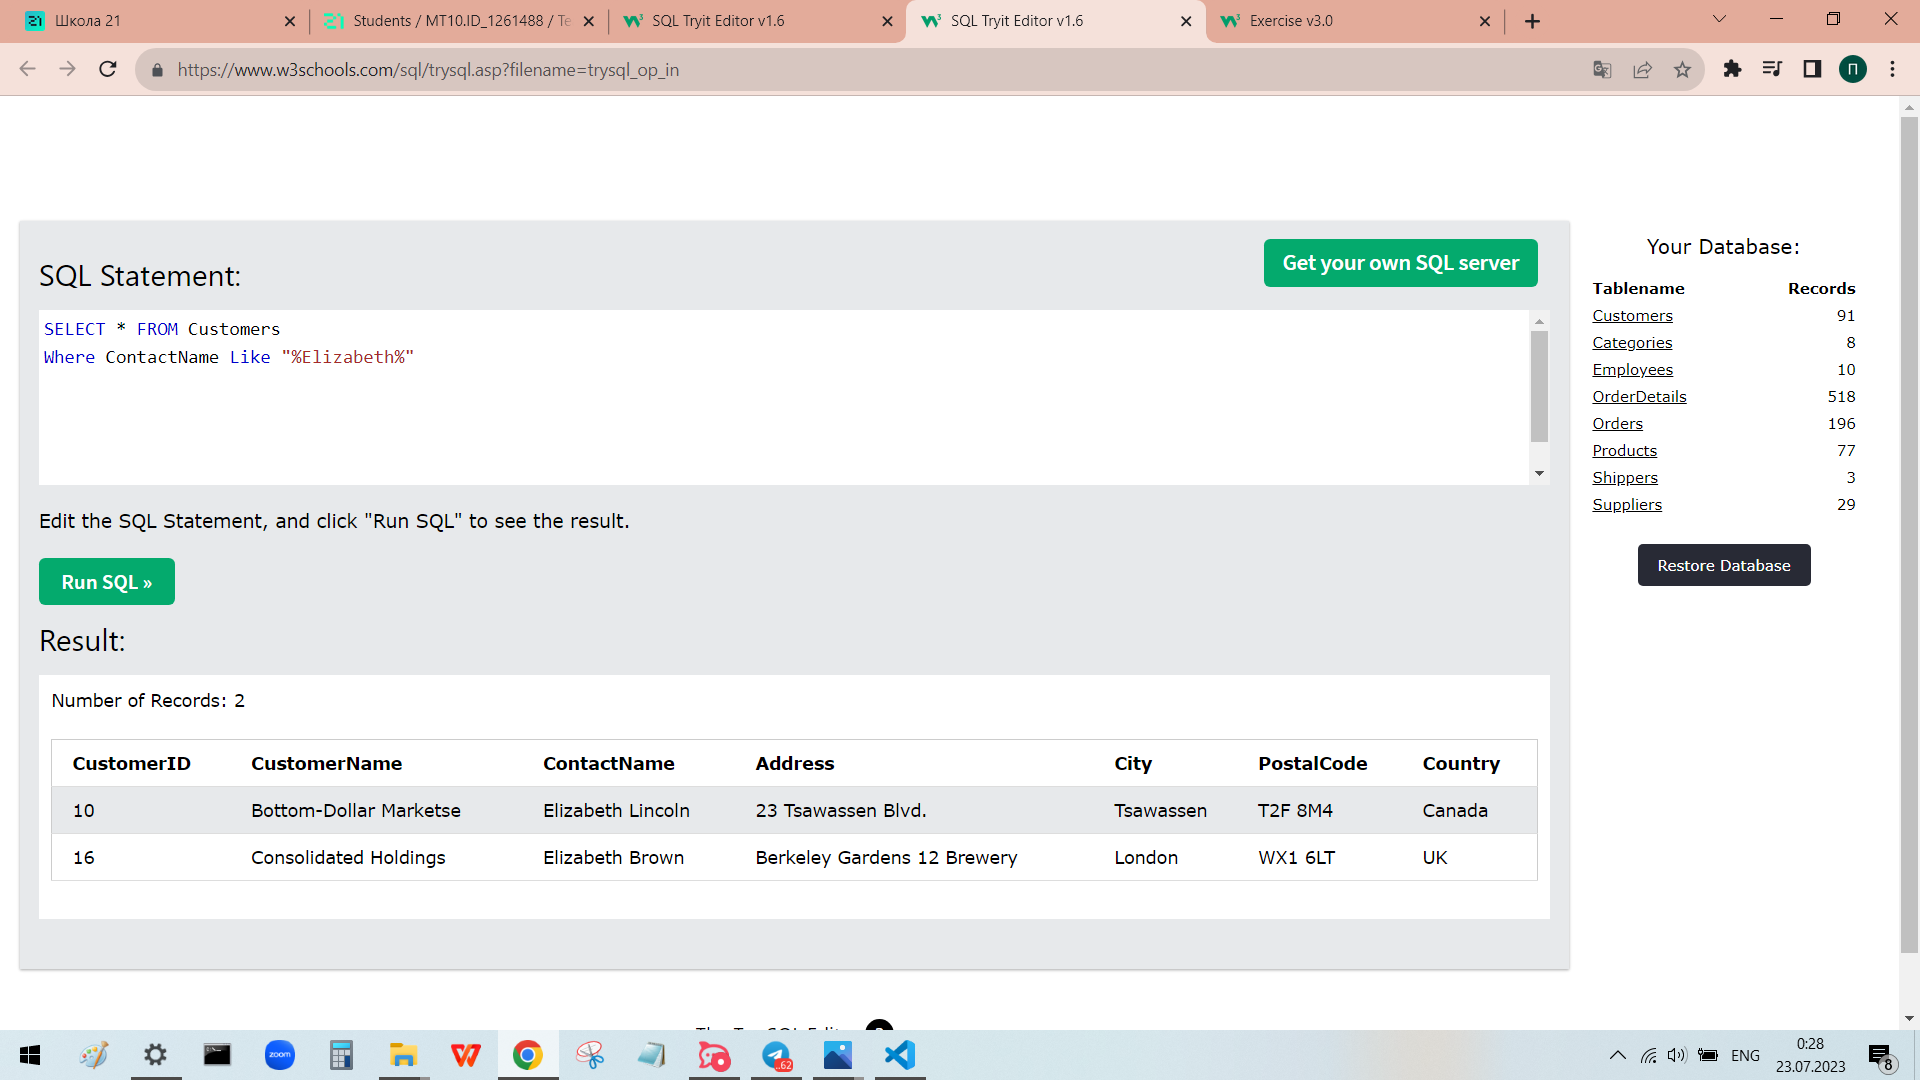 Школа 21
Students / MT10.ID_1261488 / Te
SQL Tryit Editor v1.6
SQL Tryit Editor v1.6
Exercise v3.0
https://www.w3schools.com/sql/trysql.asp?filename=trysql_op_in
П
SQL Statement:
Get your own SQL server
SELECT * FROM Customers
Where ContactName Like "%Elizabeth%"
Edit the SQL Statement, and click "Run SQL" to see the result.
Run SQL »
Result:
Number of Records: 2
CustomerID CustomerName ContactName Address City PostalCode Country
10 Bottom-Dollar Marketse Elizabeth Lincoln 23 Tsawassen Blvd. Tsawassen T2F 8M4 Canada
16 Consolidated Holdings Elizabeth Brown Berkeley Gardens 12 Brewery London WX1 6LT UK
Your Database:
Tablename Records
Customers 91
Categories 8
Employees 10
OrderDetails 518
Orders 196
Products 77
Shippers 3
Suppliers 29
Restore Database
zoom
..62
ENG
0:28
23.07.2023
8